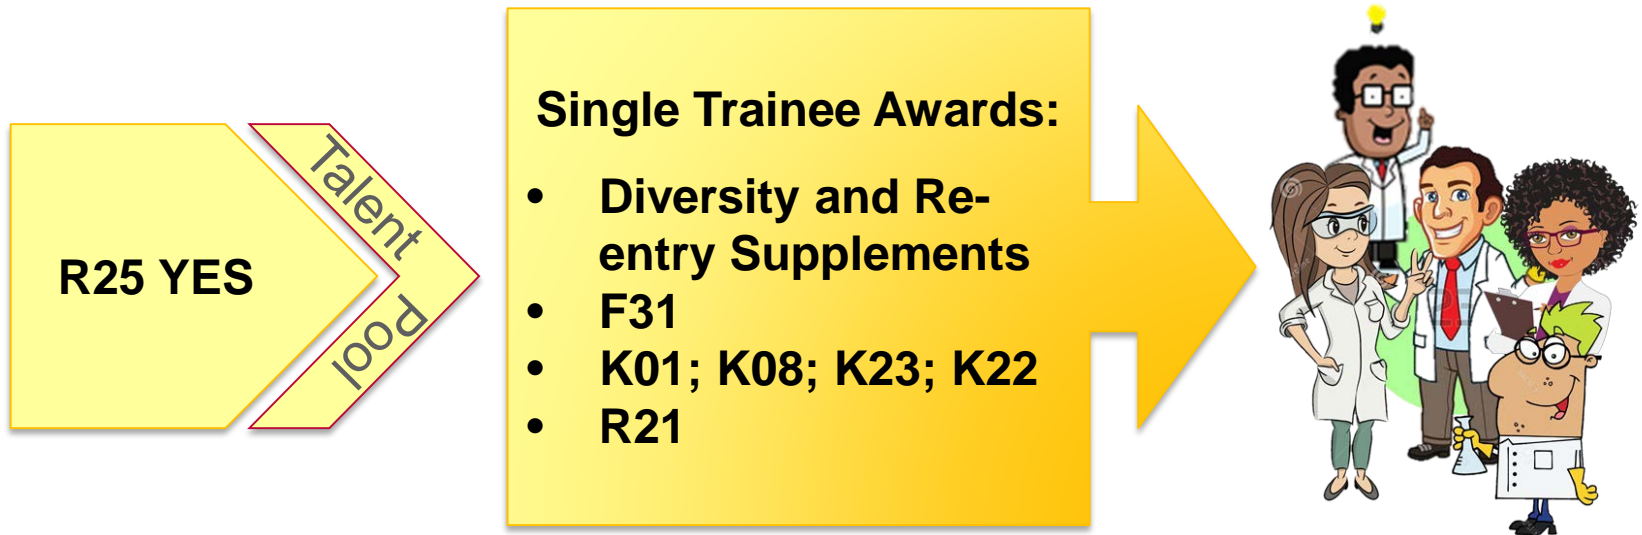 R25 YES
Talent
Pool
Single Trainee Awards:
• Diversity and Re-
entry Supplements
• F31
• K01; K08; K23; K22
• R21